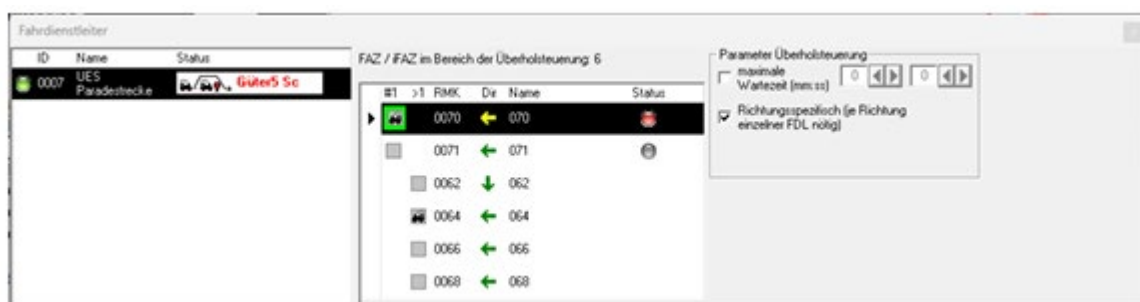 Fahrdienstleiter
ID Name Status
0007 UES Paradestrecke Güter5 Sc
FAZ / iFAZ im Bereich der Überholsteuerung: 6
#1 >1 RMK Dir Name Status
0070 070
0071 071
0062 062
0064 064
0066 066
0068 068
Parameter Überholsteuerung
maximale
Wartezeit (mm:ss) 0 0
Richtungsspezifisch (je Richtung
einzelner FDL nötig)